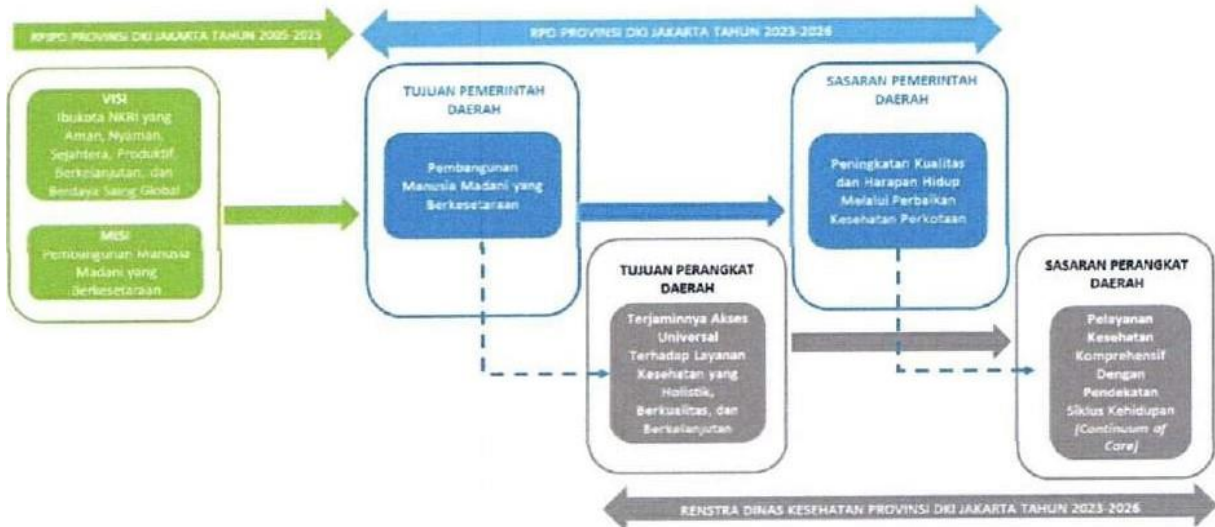 RPJPD PROVINSI DKI JAKARTA TAHUN 2005-2025
RPD PROVINSI DKI JAKARTA TAHUN 2023-2026
VISI
Ibukota NKRI yang
Aman, Nyaman,
Sejahtera, Produktif,
Berkelanjutan, dan
Berdaya Saing Global
MISI
Pembangunan Manusia
Madani yang
Berkesetaraan
TUJUAN PEMERINTAH
DAERAH
Pembangunan
Manusia Madani yang
Berkesetaraan
SASARAN PEMERINTAH
DAERAH
Peningkatan Kualitas
dan Harapan Hidup
Melalui Perbaikan
Kesehatan Perkotaan
TUJUAN PERANGKAT
DAERAH
Terjaminnya Akses
Universal
Terhadap Layanan
Kesehatan yang
Holistik,
Berkualitas, dan
Berkelanjutan
SASARAN PERANGKAT
DAERAH
Pelayanan
Kesehatan
Komprehensif
Dengan
Pendekatan
Siklus Kehidupan
(Continuum of
Care)
RENSTRA DINAS KESEHATAN PROVINSI DKI JAKARTA TAHUN 2023-2026